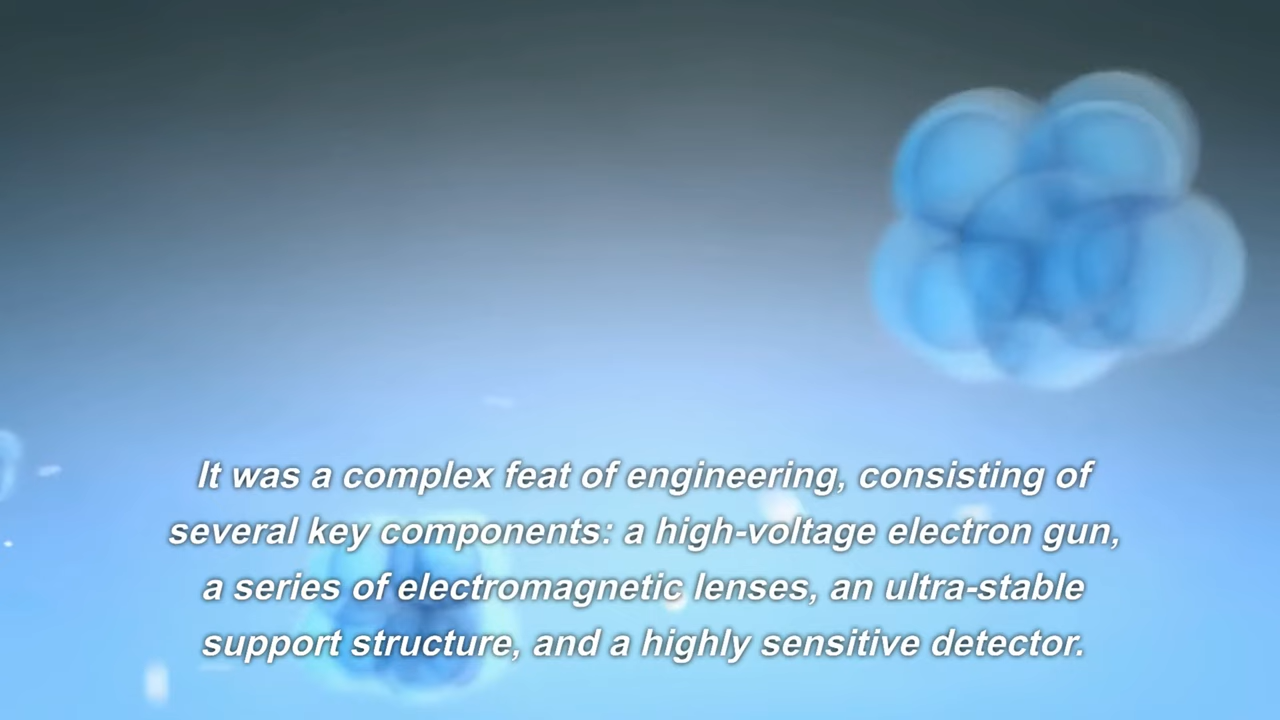 It was a complex feat of engineering, consisting of
several key components: a high-voltage electron gun,
a series of electromagnetic lenses, an ultra-stable
support structure, and a highly sensitive detector.